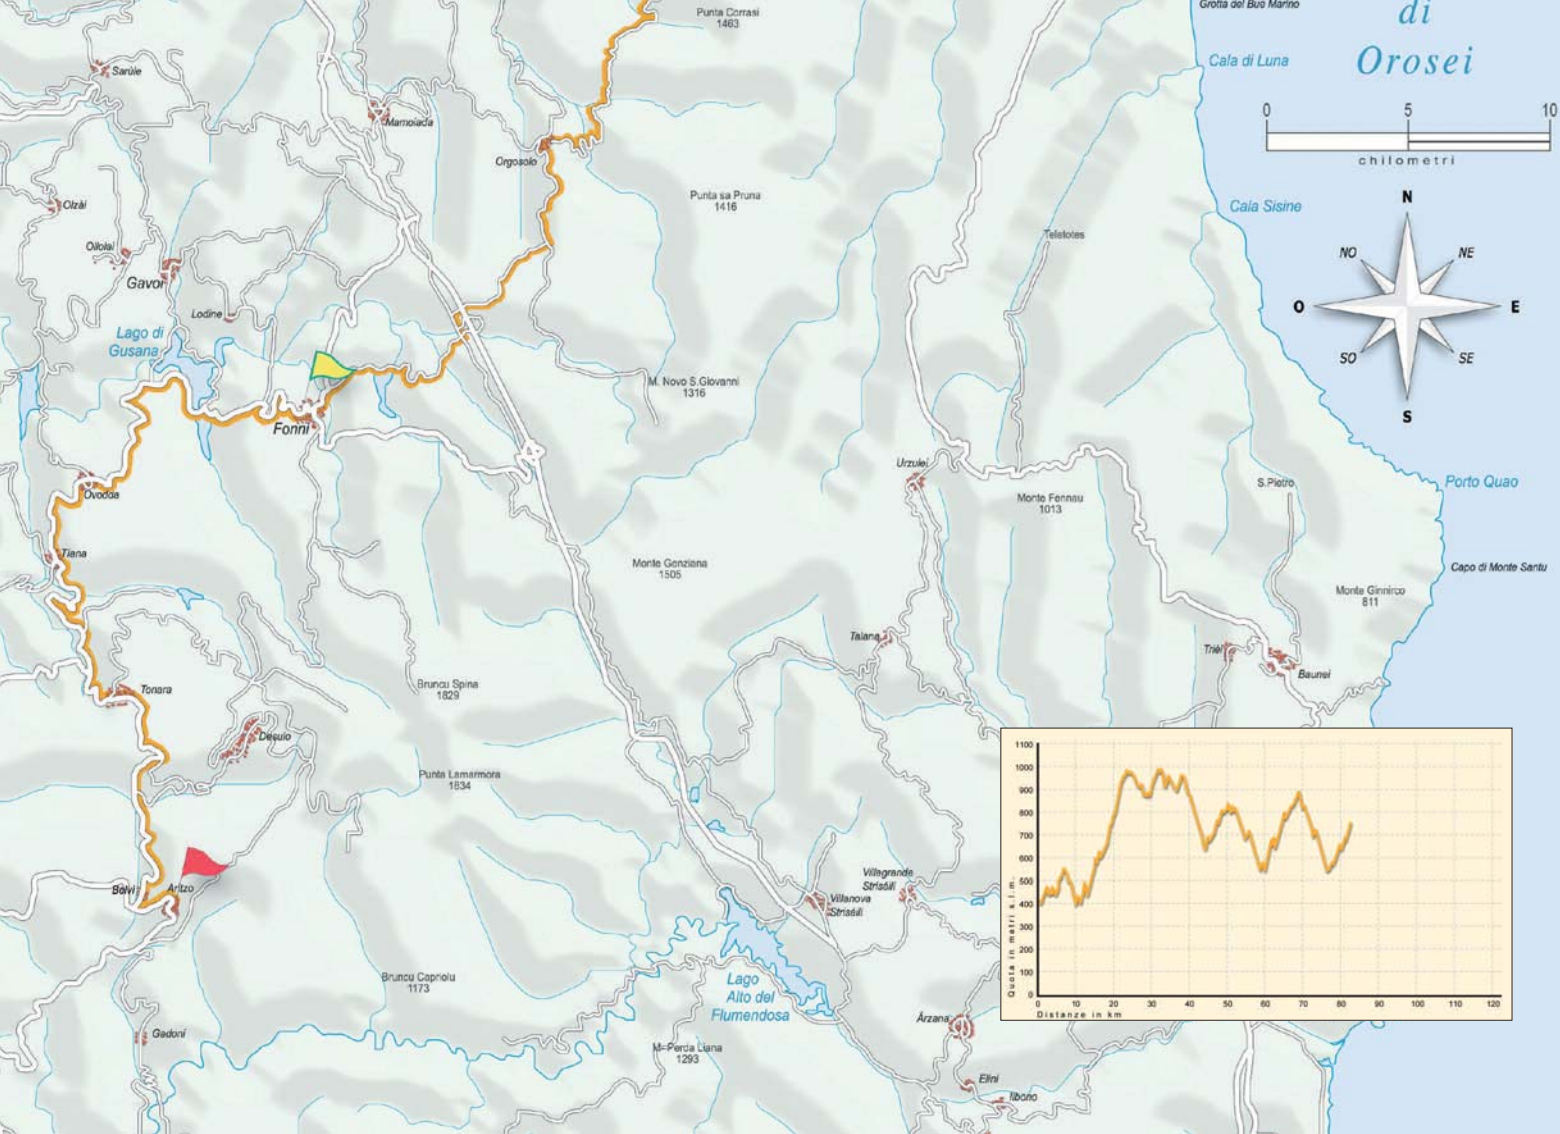 Punta Corrasi
1463
Grotta del Bue Marino
di
Orosei
Cala di Luna
Sarùle
Mamoiada
0 5 10
chilometri
Orgosolo
Olzài
Punta sa Pruna
1416
Cala Sisine
N
NO NE
O E
SO SE
S
Teletotes
Ollolai
Gavoi
Lodine
Lago di
Gusana
M. Novo S.Giovanni
1316
Fonni
Urzulei
Ovodda
Monte Fennau
1013
S.Pietro
Porto Quao
Tiana
Monte Genziana
1505
Capo di Monte Santu
Monte Ginnirco
811
Talana
Trièi
Baunei
Tonara
Bruncu Spina
1829
Desulo
Punta Lamarmora
1834
1100
1000
900
800
700
600
500
400
300
200
100
0
Quota in metri s.l.m.
10 20 30 40 50 60 70 80 90 100 110 120
Distanze in km
Belvì
Aritzo
Villagrande
Strisàili
Villanova
Strisàili
Bruncu Capriolu
1173
Lago
Alto del
Flumendosa
Àrzana
Gadoni
M. Perda Liana
1293
Elini
Ilbono